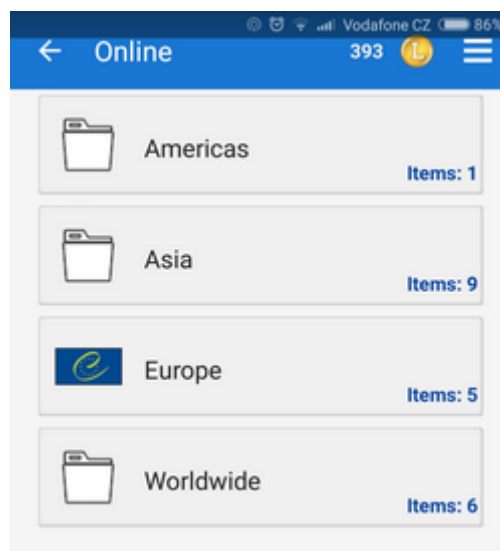 Vodafone CZ 86%
Online 393 L
Americas
Items: 1
Asia
Items: 9
Europe
Items: 5
Worldwide
Items: 6